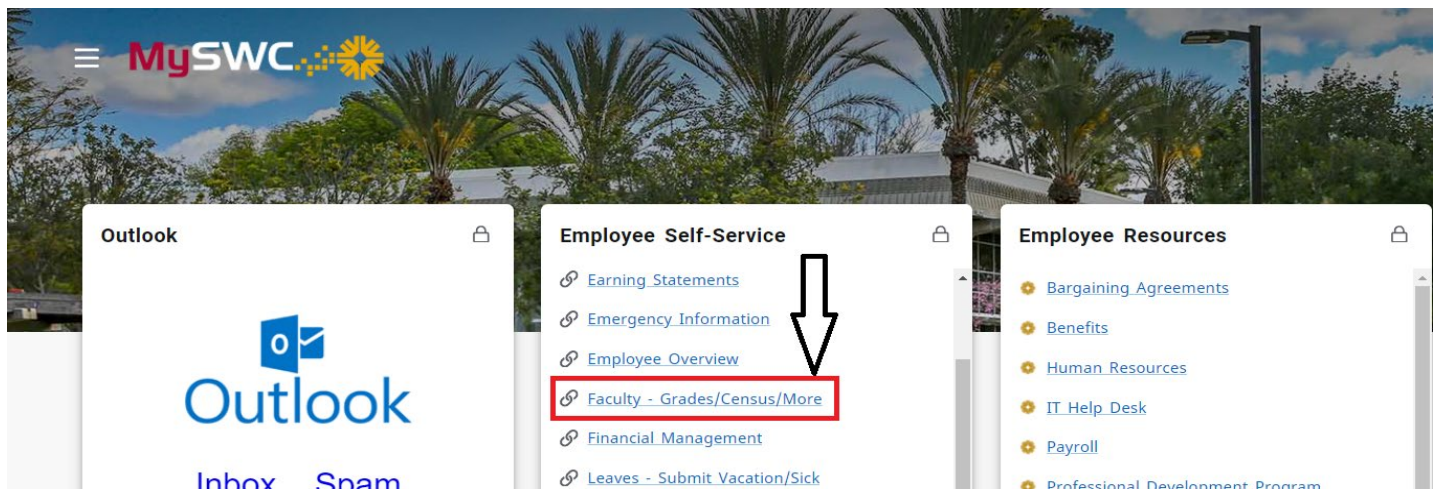 MySWC
Outlook
Outlook
Inbox Spam
Employee Self-Service
Earning Statements
Emergency Information
Employee Overview
Faculty - Grades/Census/More
Financial Management
Leaves - Submit Vacation/Sick
Employee Resources
Bargaining Agreements
Benefits
Human Resources
IT Help Desk
Payroll
Professional Development Program